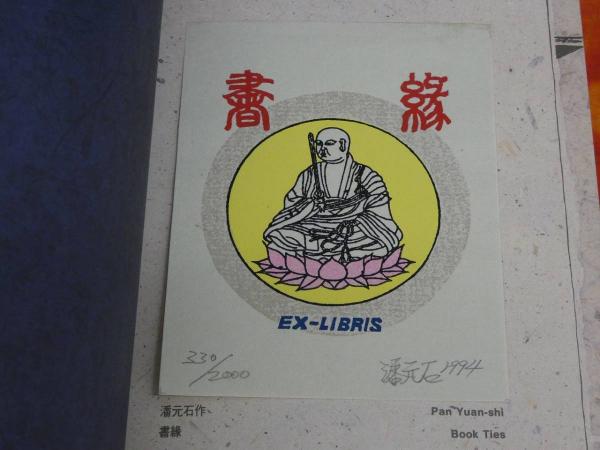 書緣
EX-LIBRIS
330/2000 潘元石 1994
潘元石作 Pan Yuan-shi
書緣 Book Ties